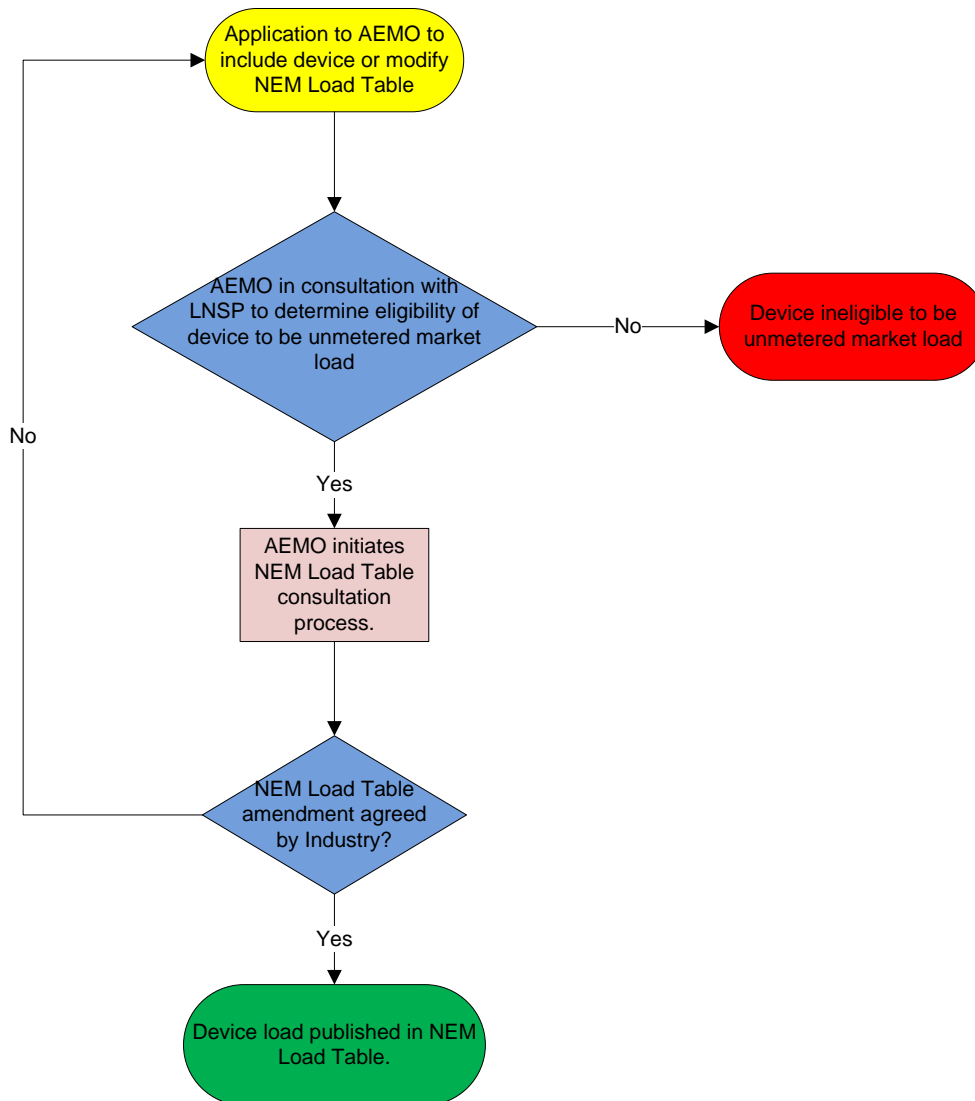 Application to AEMO to
include device or modify
NEM Load Table
AEMO in consultation with
LNSP to determine eligibility of
device to be unmetered market
load
No
Device ineligible to be
unmetered market load
No
Yes
AEMO initiates
NEM Load Table
consultation
process.
NEM Load Table
amendment agreed
by Industry?
Yes
Device load published in NEM
Load Table.